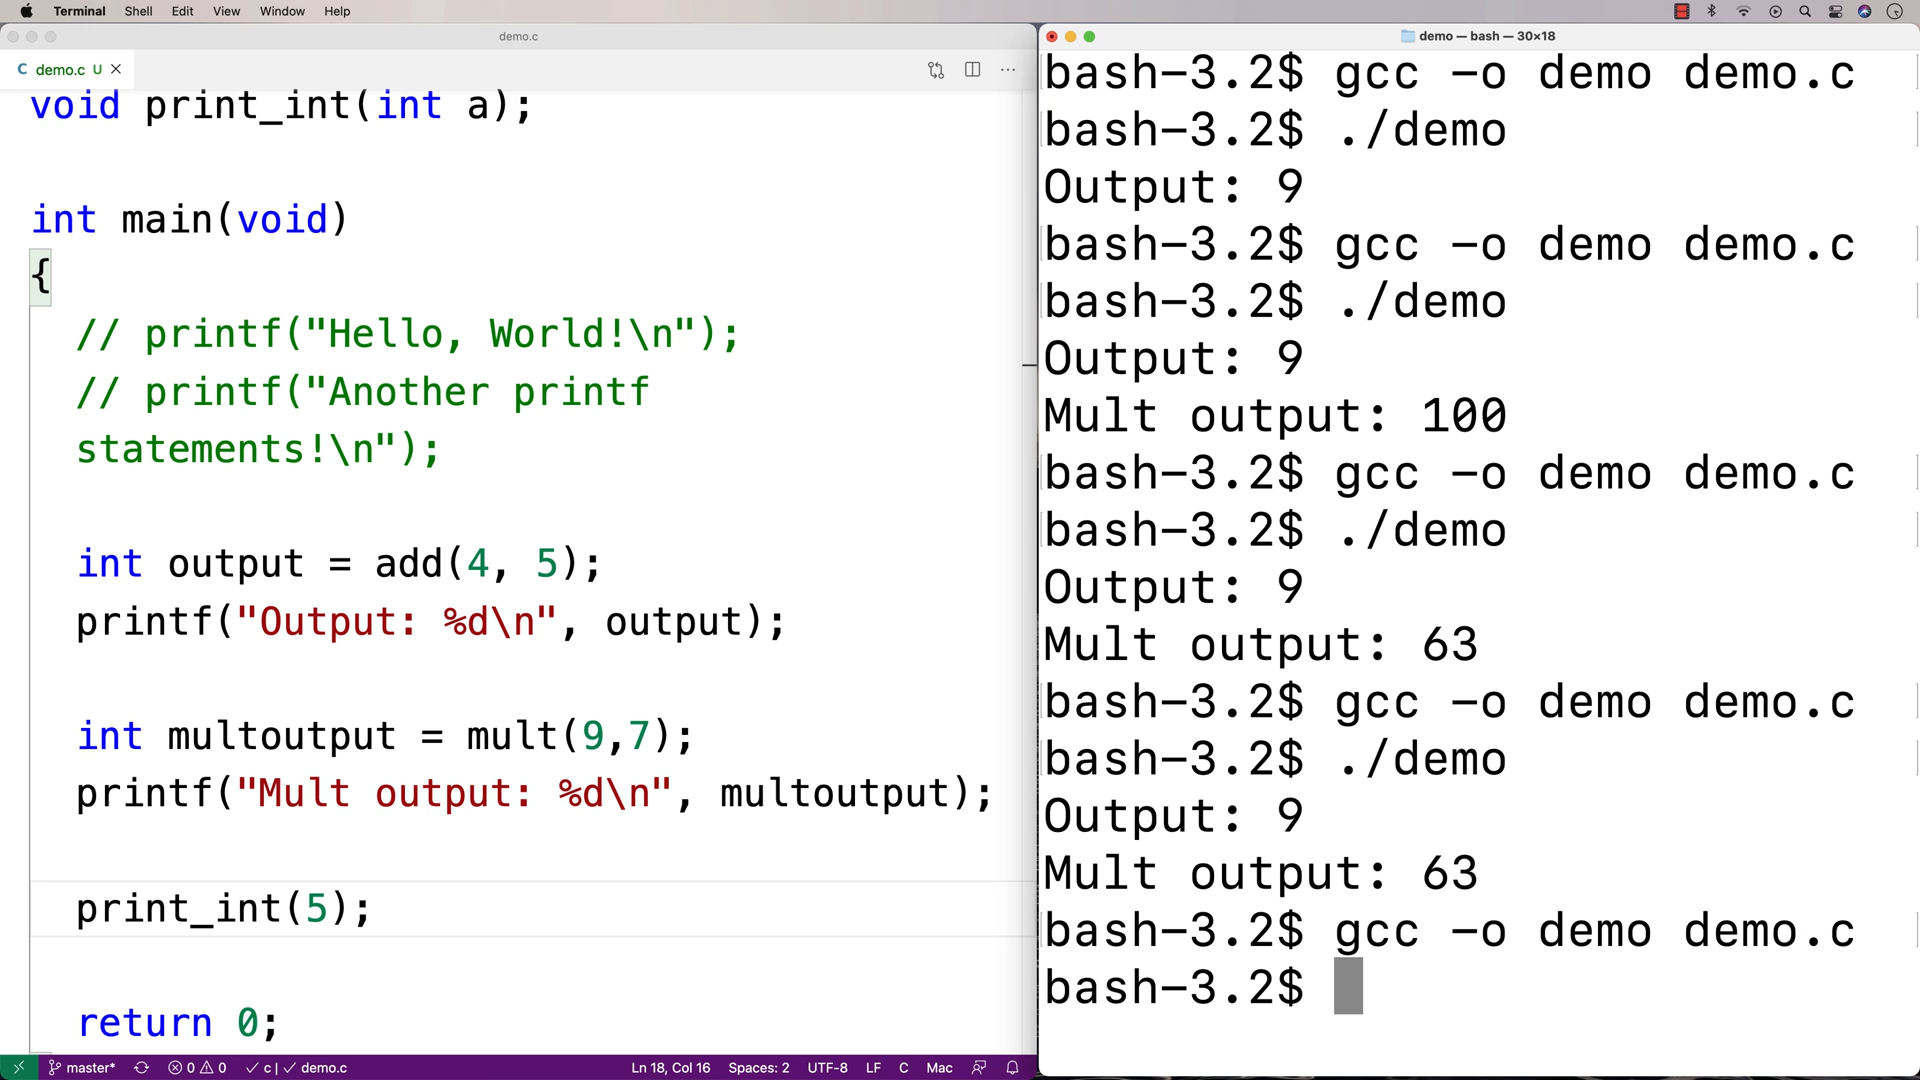 Terminal Shell Edit View Window Help
demo.c
demo.c U
void print_int(int a);
int main(void)
{
// printf("Hello, World!\n");
// printf("Another printf
statements!\n");
int output = add(4, 5);
printf("Output: %d\n", output);
int multoutput = mult(9,7);
printf("Mult output: %d\n", multoutput);
print_int(5);
return 0;
master* 0 0 c | demo.c Ln 18, Col 16 Spaces: 2 UTF-8 LF C Mac
demo — bash — 30×18
bash-3.2$ gcc -o demo demo.c
bash-3.2$ ./demo
Output: 9
bash-3.2$ gcc -o demo demo.c
bash-3.2$ ./demo
Output: 9
Mult output: 100
bash-3.2$ gcc -o demo demo.c
bash-3.2$ ./demo
Output: 9
Mult output: 63
bash-3.2$ gcc -o demo demo.c
bash-3.2$ ./demo
Output: 9
Mult output: 63
bash-3.2$ gcc -o demo demo.c
bash-3.2$